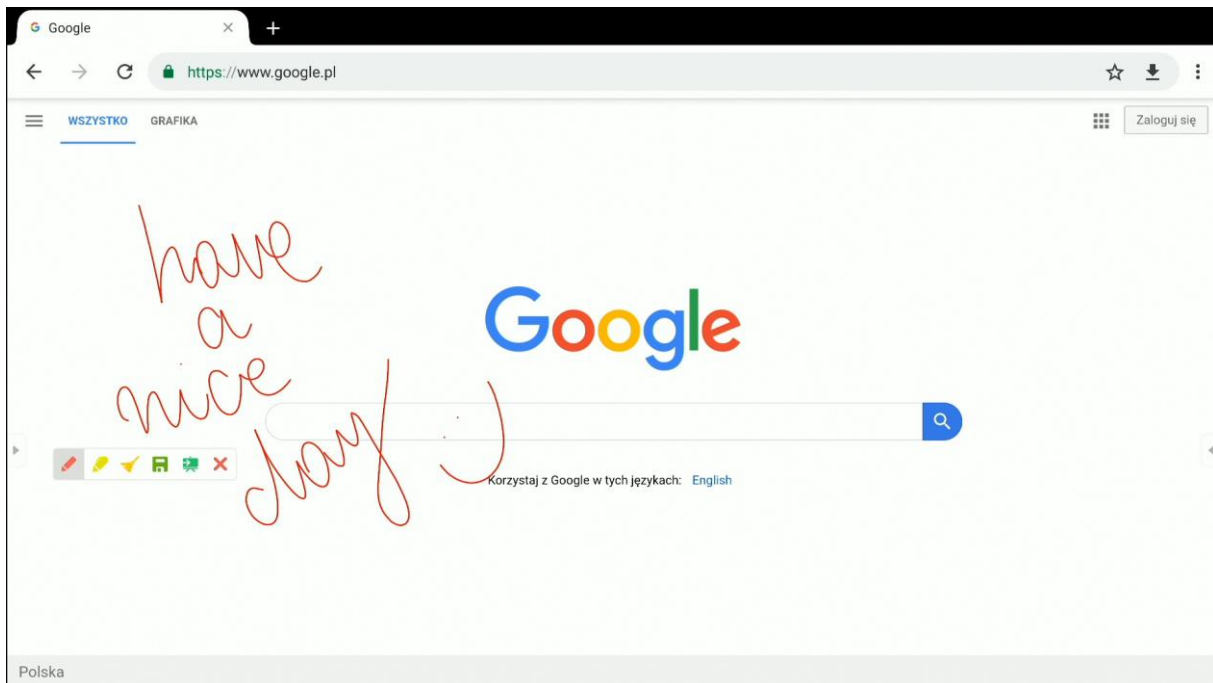 Google
https://www.google.pl
WSZYSTKO GRAFIKA
Zaloguj się
have
a
nice
day! :)
Google
Korzystaj z Google w tych językach: English
Polska